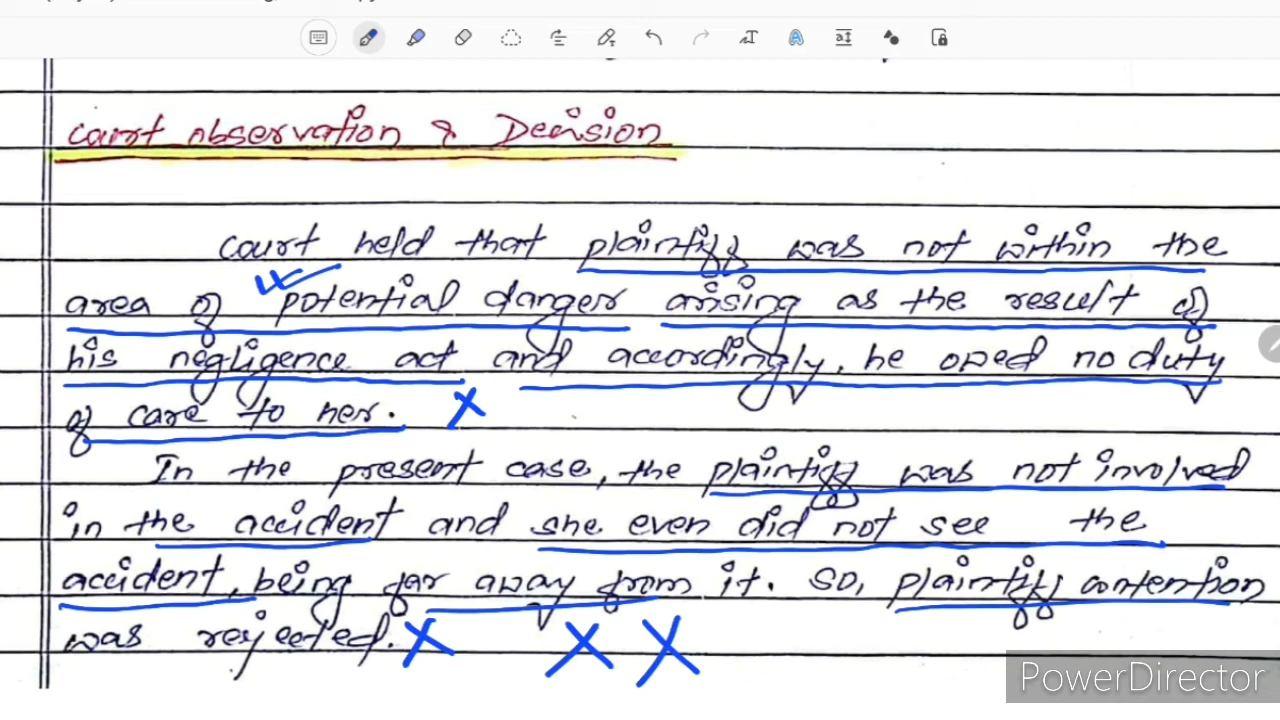 Court observation & Decision
Court held that plaintiff was not within the
area of potential danger arising as the result of
his negligence act and accordingly, he owed no duty
of care to her.
In the present case, the plaintiff was not involved
in the accident and she even did not see the
accident, being far away from it. So, plaintiff contention
was rejected.
PowerDirector